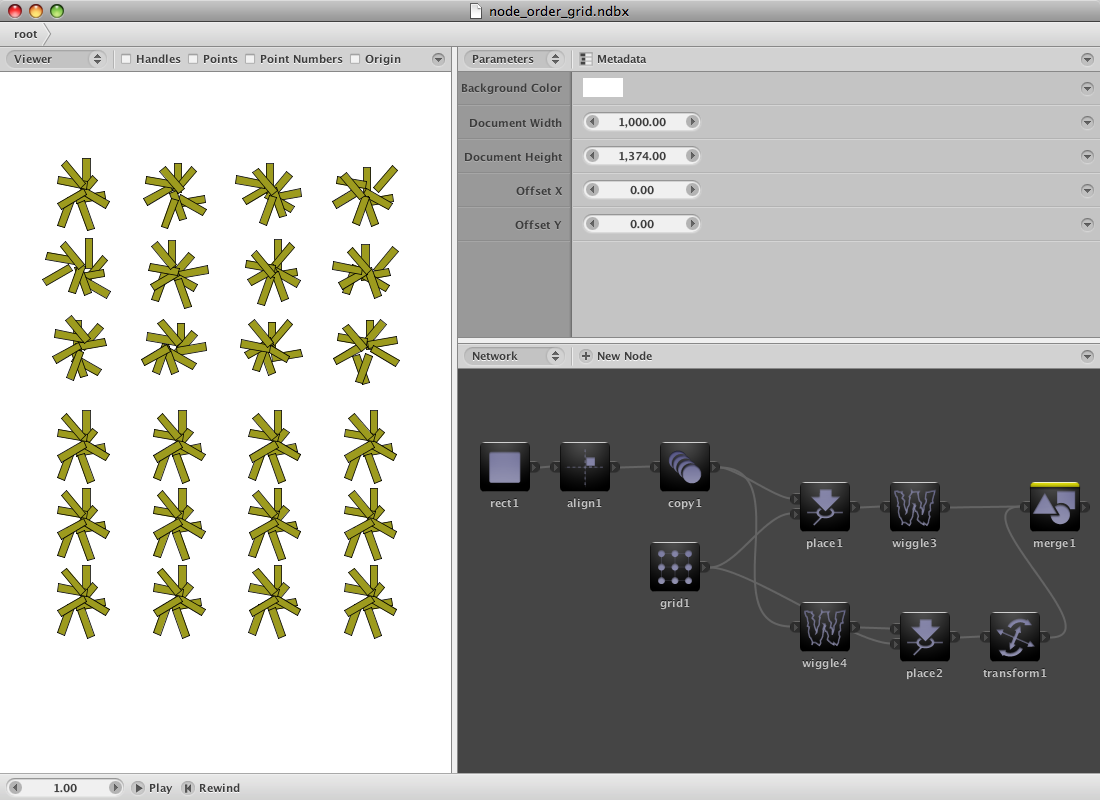 node_order_grid.ndbx
root
Viewer Handles Points Point Numbers Origin
Parameters Metadata
Background Color
Document Width 1,000.00
Document Height 1,374.00
Offset X 0.00
Offset Y 0.00
Network New Node
rect1 align1 copy1
place1 wiggle3 merge1
grid1
wiggle4 place2 transform1
1.00 Play Rewind